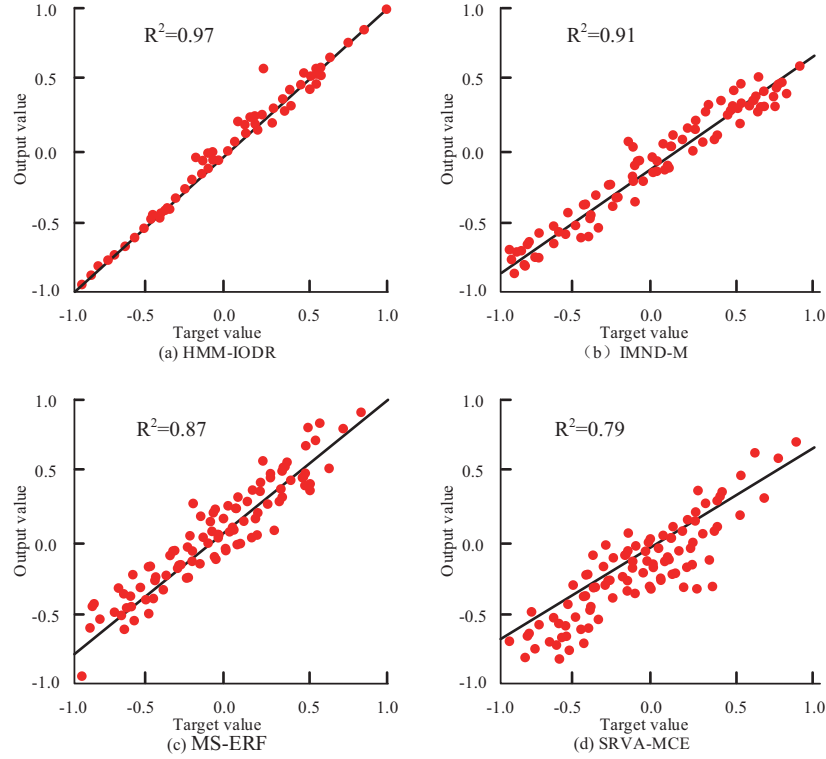 R²=0.97
Output value
1.0
0.5
0.0
-0.5
-1.0
-1.0 -0.5 0.0 0.5 1.0
Target value
(a) HMM-IODR
R²=0.91
Output value
1.0
0.5
0.0
-0.5
-1.0
-1.0 -0.5 0.0 0.5 1.0
Target value
（b） IMND-M
R²=0.87
Output value
1.0
0.5
0.0
-0.5
-1.0
-1.0 -0.5 0.0 0.5 1.0
Target value
(c) MS-ERF
R²=0.79
Output value
1.0
0.5
0.0
-0.5
-1.0
-1.0 -0.5 0.0 0.5 1.0
Target value
(d) SRVA-MCE